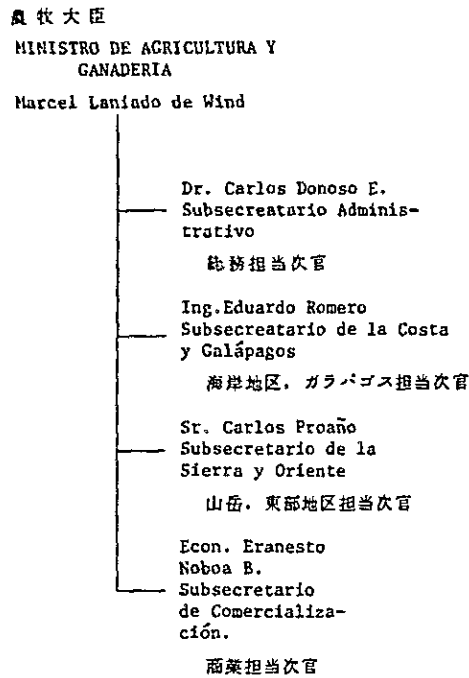 農牧大臣
MINISTRO DE AGRICULTURA Y
GANADERIA
Marcel Laniado de Wind
Dr. Carlos Donoso E.
Subsecreatario Adminis-
trativo
総務担当次官
Ing.Eduardo Romero
Subsecreatario de la Costa
y Galápagos
海岸地区，ガラパゴス担当次官
Sr. Carlos Proaño
Subsecretario de la
Sierra y Oriente
山岳，東部地区担当次官
Econ. Eranesto
Noboa B.
Subsecretario
de Comercializa-
ción.
商業担当次官